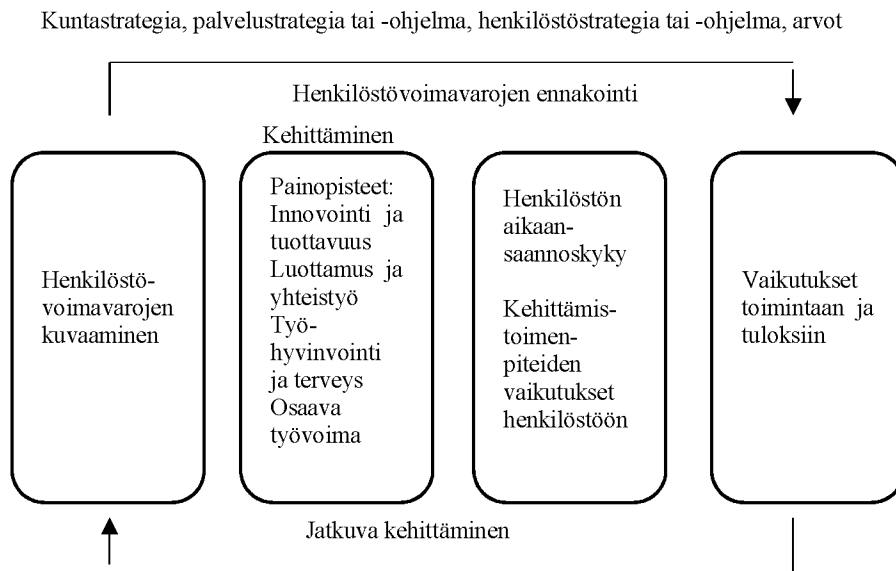 Kuntastrategia, palvelustrategia tai -ohjelma, henkilöstöstrategia tai -ohjelma, arvot
Henkilöstövoimavarojen ennakointi
Kehittäminen
Henkilöstö-
voimavarojen
kuvaaminen
Painopisteet:
Innovointi ja
tuottavuus
Luottamus ja
yhteistyö
Työ-
hyvinvointi
ja terveys
Osaava
työvoima
Henkilöstön
aikaan-
saannoskyky
Kehittämis-
toimen-
piteiden
vaikutukset
henkilöstöön
Vaikutukset
toimintaan ja
tuloksiin
Jatkuva kehittäminen